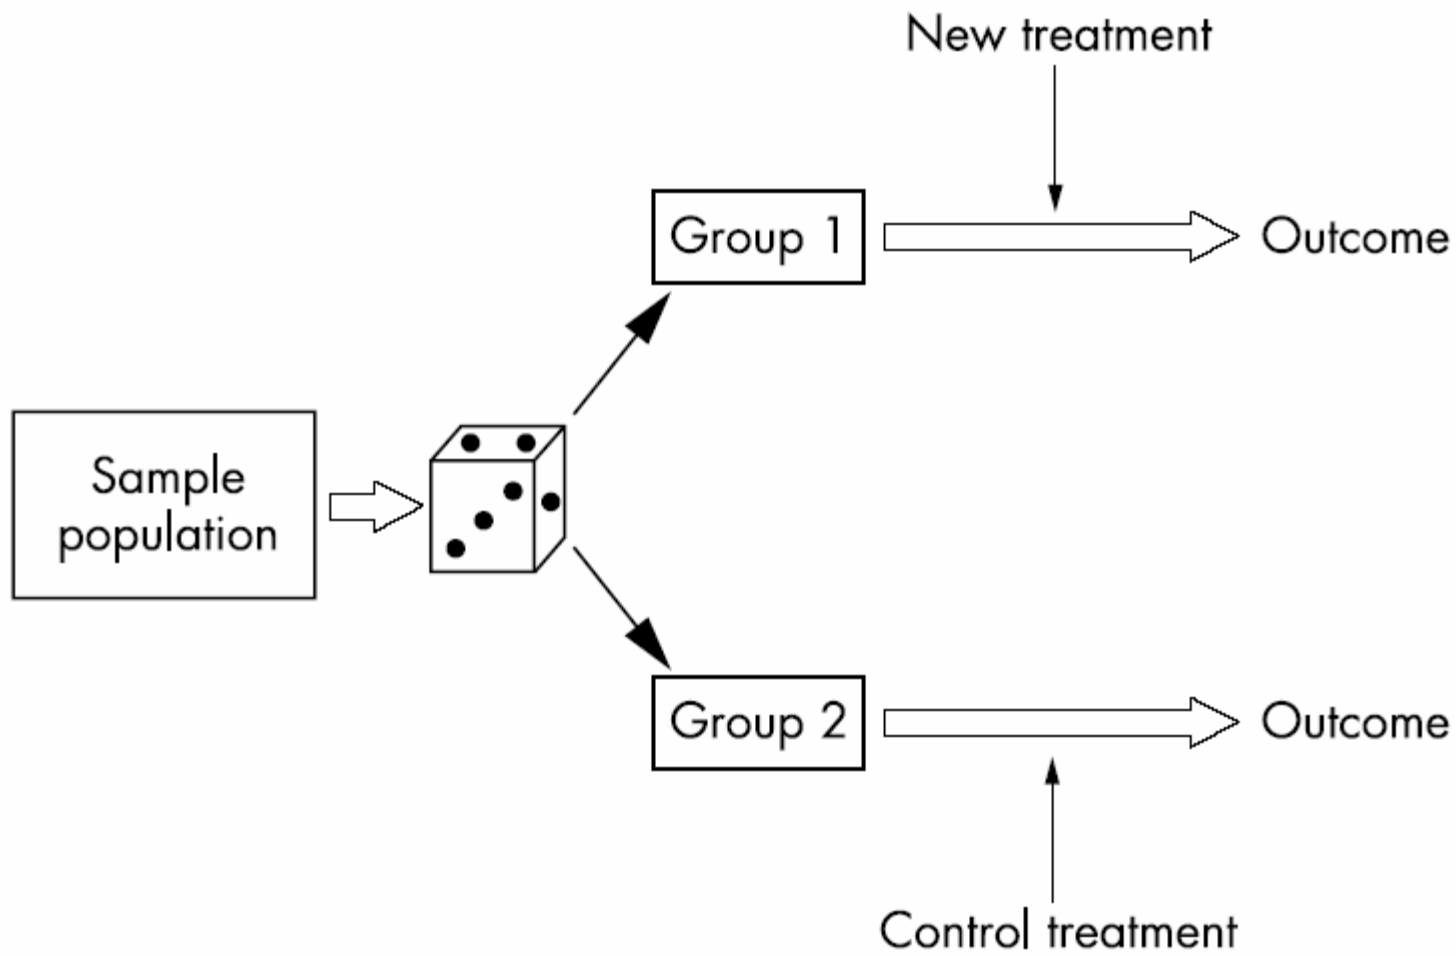 New treatment
Group 1
Outcome
Sample
population
Group 2
Outcome
Control treatment